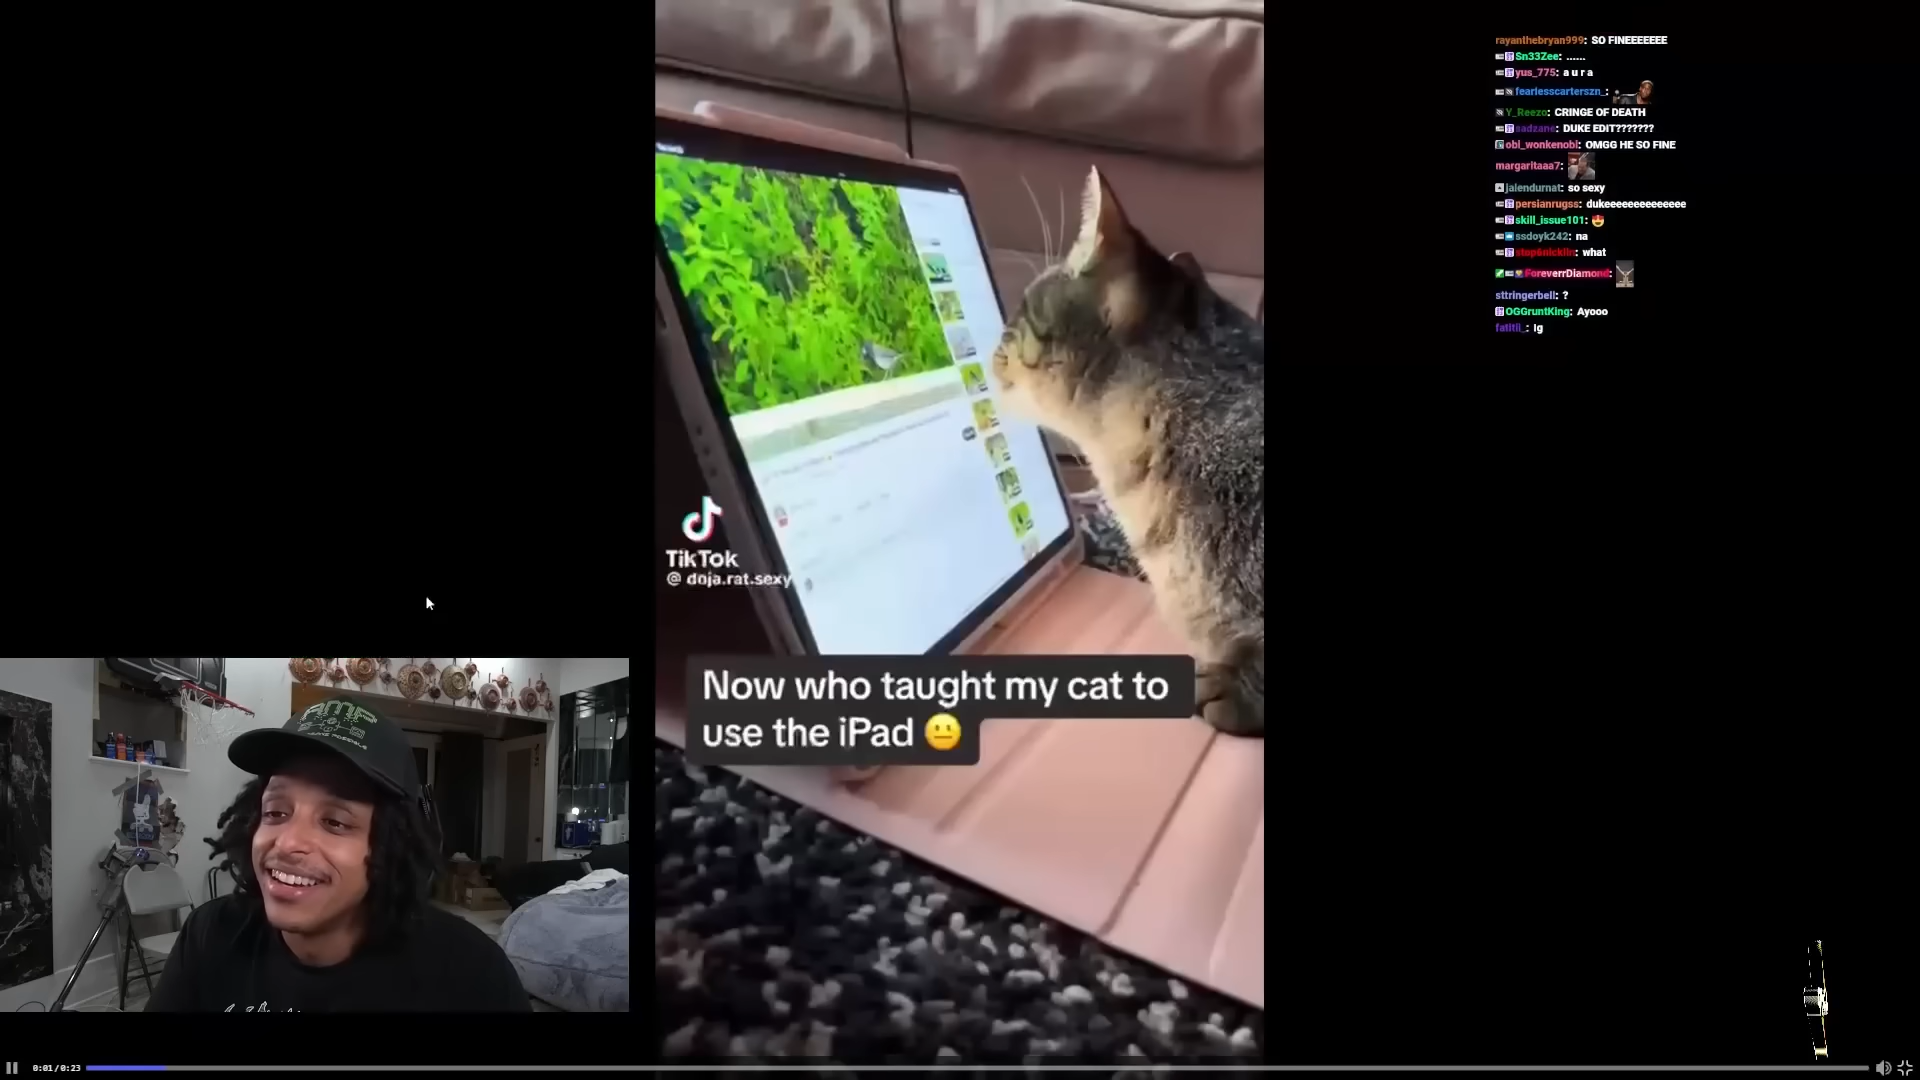 rayanthebryan999: SO FINEEEEEEE
Sn33Zee: ......
yus_775: a u r a
fearlesscarterszn_:
Y_Reezo: CRINGE OF DEATH
sadzane: DUKE EDIT???????
obi_wonkenobi: OMGG HE SO FINE
margaritaaa7:
jalendurnat: so sexy
persianrugss: dukeeeeeeeeeeeeee
skill_issue101: 😍
ssdoyk242: na
what
ForeverrDiamond:
sttringerbell: ?
OGGruntKing: Ayooo
fatitii_: ig
TikTok
@ doja.rat.sexy
Now who taught my cat to
use the iPad 😐
AMP
0:01/0:23